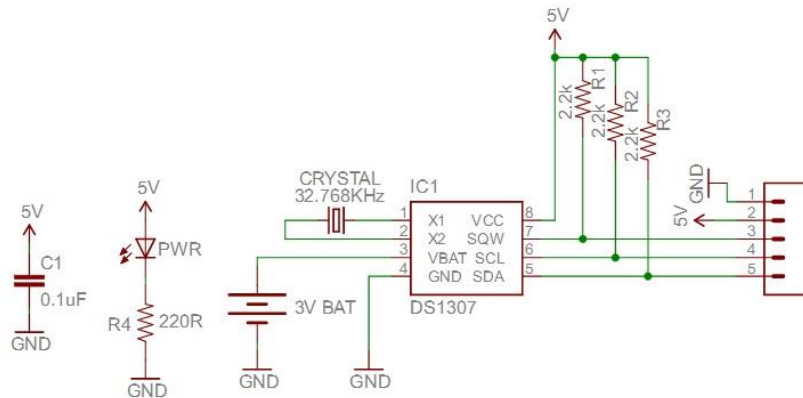 5V
R1
2.2k
R2
2.2k
R3
2.2k
CRYSTAL
32.768KHz
IC1
GND
1
5V
2
3
4
5
1 X1 VCC 8
2 X2 SQW 7
3 VBAT SCL 6
4 GND SDA 5
DS1307
5V
C1
0.1uF
GND
5V
PWR
R4 220R
GND
3V BAT
GND
GND